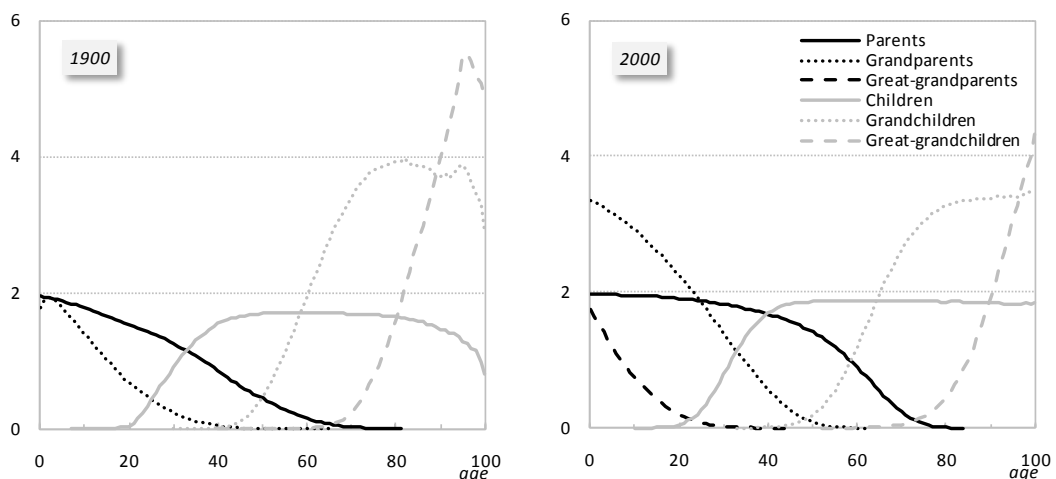 6
4
2
0
1900
0
20
40
60
80
100
age
6
4
2
0
2000
Parents
Grandparents
Great-grandparents
Children
Grandchildren
Great-grandchildren
0
20
40
60
80
100
age